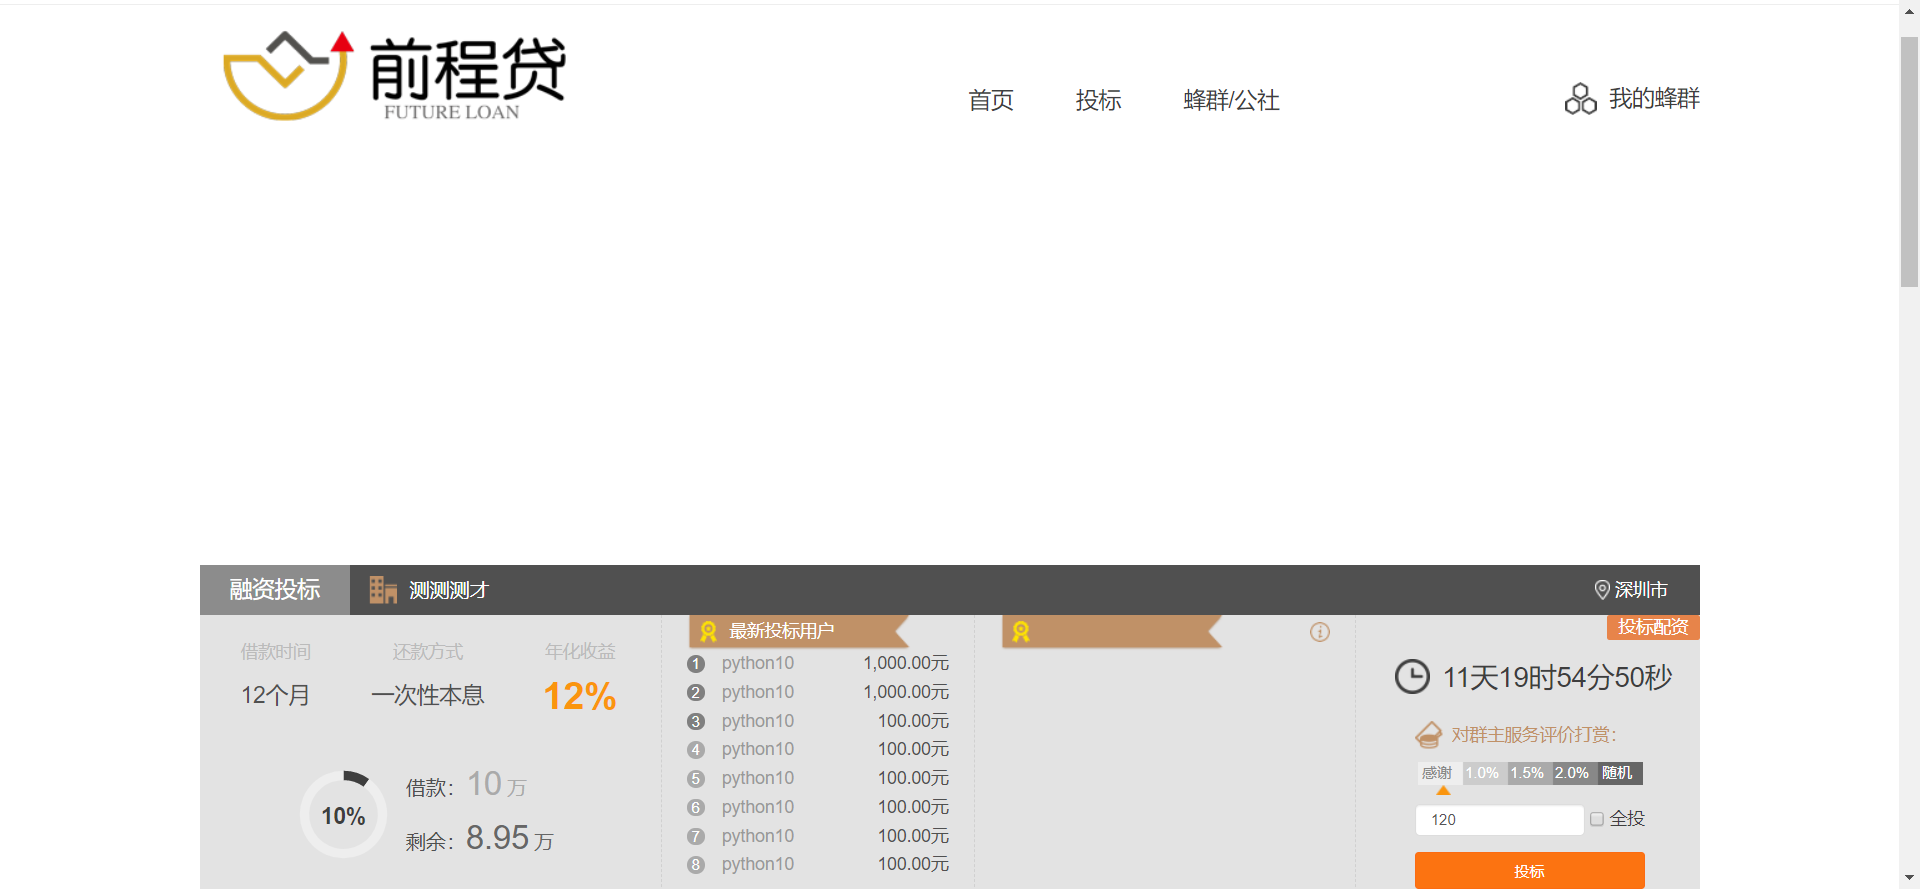 前程贷
FUTURE LOAN
首页 投标 蜂群/公社 我的蜂群
融资投标 测测测才 深圳市
借款时间 还款方式 年化收益
12个月 一次性本息 12%
10%
借款：10 万
剩余：8.95 万
最新投标用户
1 python10 1,000.00元
2 python10 1,000.00元
3 python10 100.00元
4 python10 100.00元
5 python10 100.00元
6 python10 100.00元
7 python10 100.00元
8 python10 100.00元
投标配资
11天19时54分50秒
对群主服务评价打赏：
感谢 1.0% 1.5% 2.0% 随机
120 全投
投标